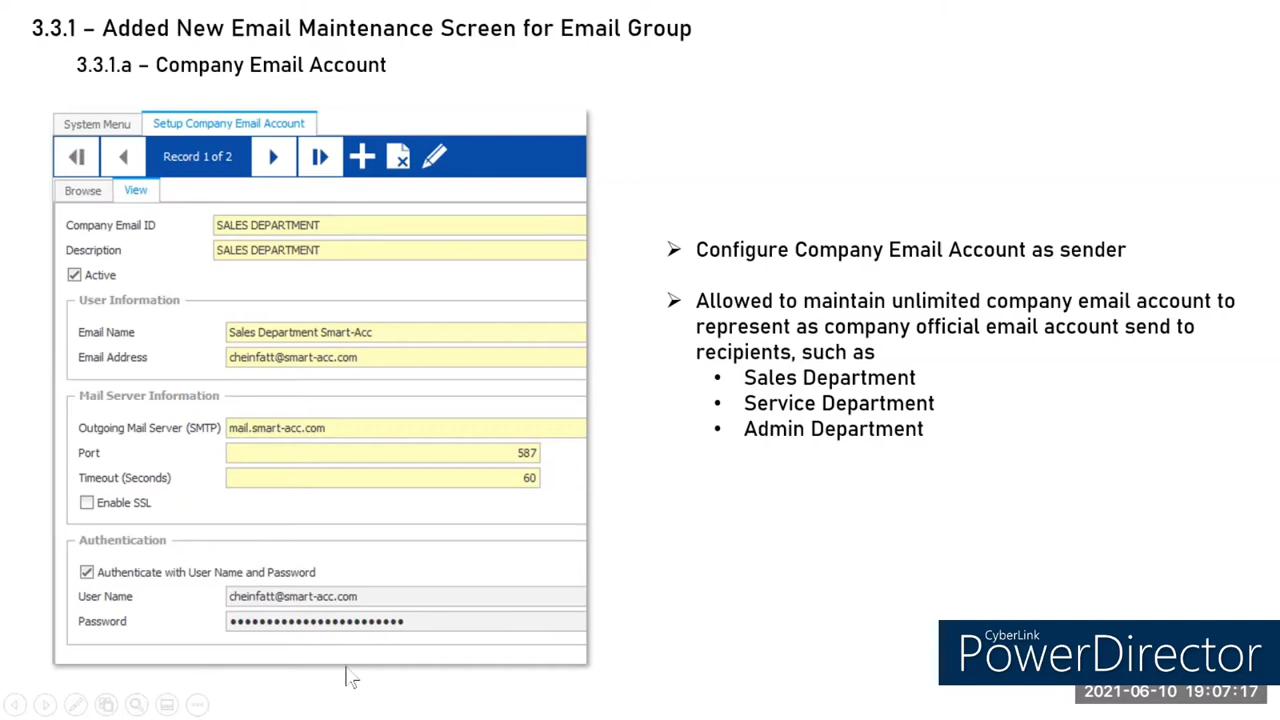 3.3.1 – Added New Email Maintenance Screen for Email Group
3.3.1.a – Company Email Account
System Menu
Setup Company Email Account
Record 1 of 2
Browse
View
Company Email ID
SALES DEPARTMENT
Description
SALES DEPARTMENT
Active
User Information
Email Name
Sales Department Smart-Acc
Email Address
cheinfatt@smart-acc.com
Mail Server Information
Outgoing Mail Server (SMTP)
mail.smart-acc.com
Port
587
Timeout (Seconds)
60
Enable SSL
Authentication
Authenticate with User Name and Password
User Name
cheinfatt@smart-acc.com
Password
••••••••••••••••••••••••
➢ Configure Company Email Account as sender
➢ Allowed to maintain unlimited company email account to
represent as company official email account send to
recipients, such as
• Sales Department
• Service Department
• Admin Department
CyberLink
PowerDirector
2021-06-10 19:07:17